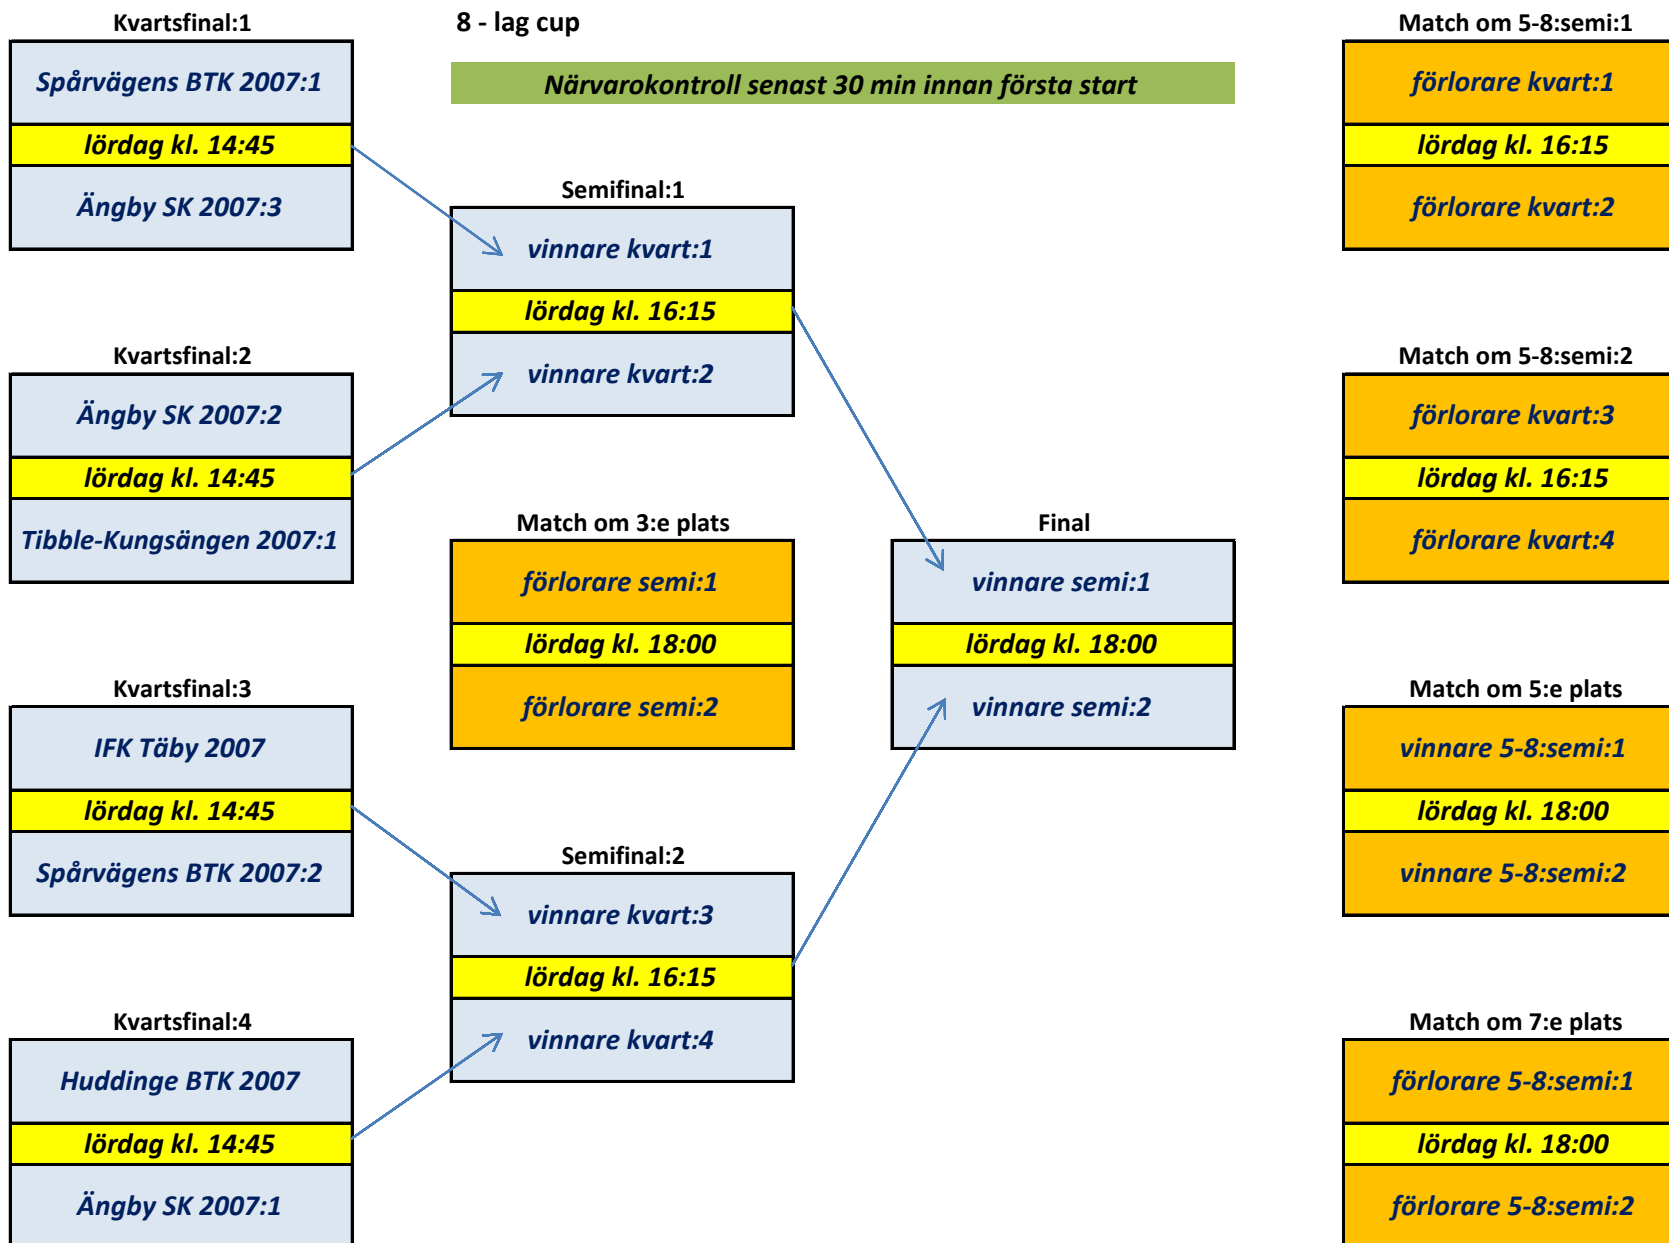 Kvartsfinal:1
Spårvägens BTK 2007:1
lördag kl. 14:45
Ängby SK 2007:3
Kvartsfinal:2
Ängby SK 2007:2
lördag kl. 14:45
Tibble-Kungsängen 2007:1
Kvartsfinal:3
IFK Täby 2007
lördag kl. 14:45
Spårvägens BTK 2007:2
Kvartsfinal:4
Huddinge BTK 2007
lördag kl. 14:45
Ängby SK 2007:1
8 - lag cup
Närvarokontroll senast 30 min innan första start
Semifinal:1
vinnare kvart:1
lördag kl. 16:15
vinnare kvart:2
Match om 3:e plats
förlorare semi:1
lördag kl. 18:00
förlorare semi:2
Semifinal:2
vinnare kvart:3
lördag kl. 16:15
vinnare kvart:4
Final
vinnare semi:1
lördag kl. 18:00
vinnare semi:2
Match om 5-8:semi:1
förlorare kvart:1
lördag kl. 16:15
förlorare kvart:2
Match om 5-8:semi:2
förlorare kvart:3
lördag kl. 16:15
förlorare kvart:4
Match om 5:e plats
vinnare 5-8:semi:1
lördag kl. 18:00
vinnare 5-8:semi:2
Match om 7:e plats
förlorare 5-8:semi:1
lördag kl. 18:00
förlorare 5-8:semi:2